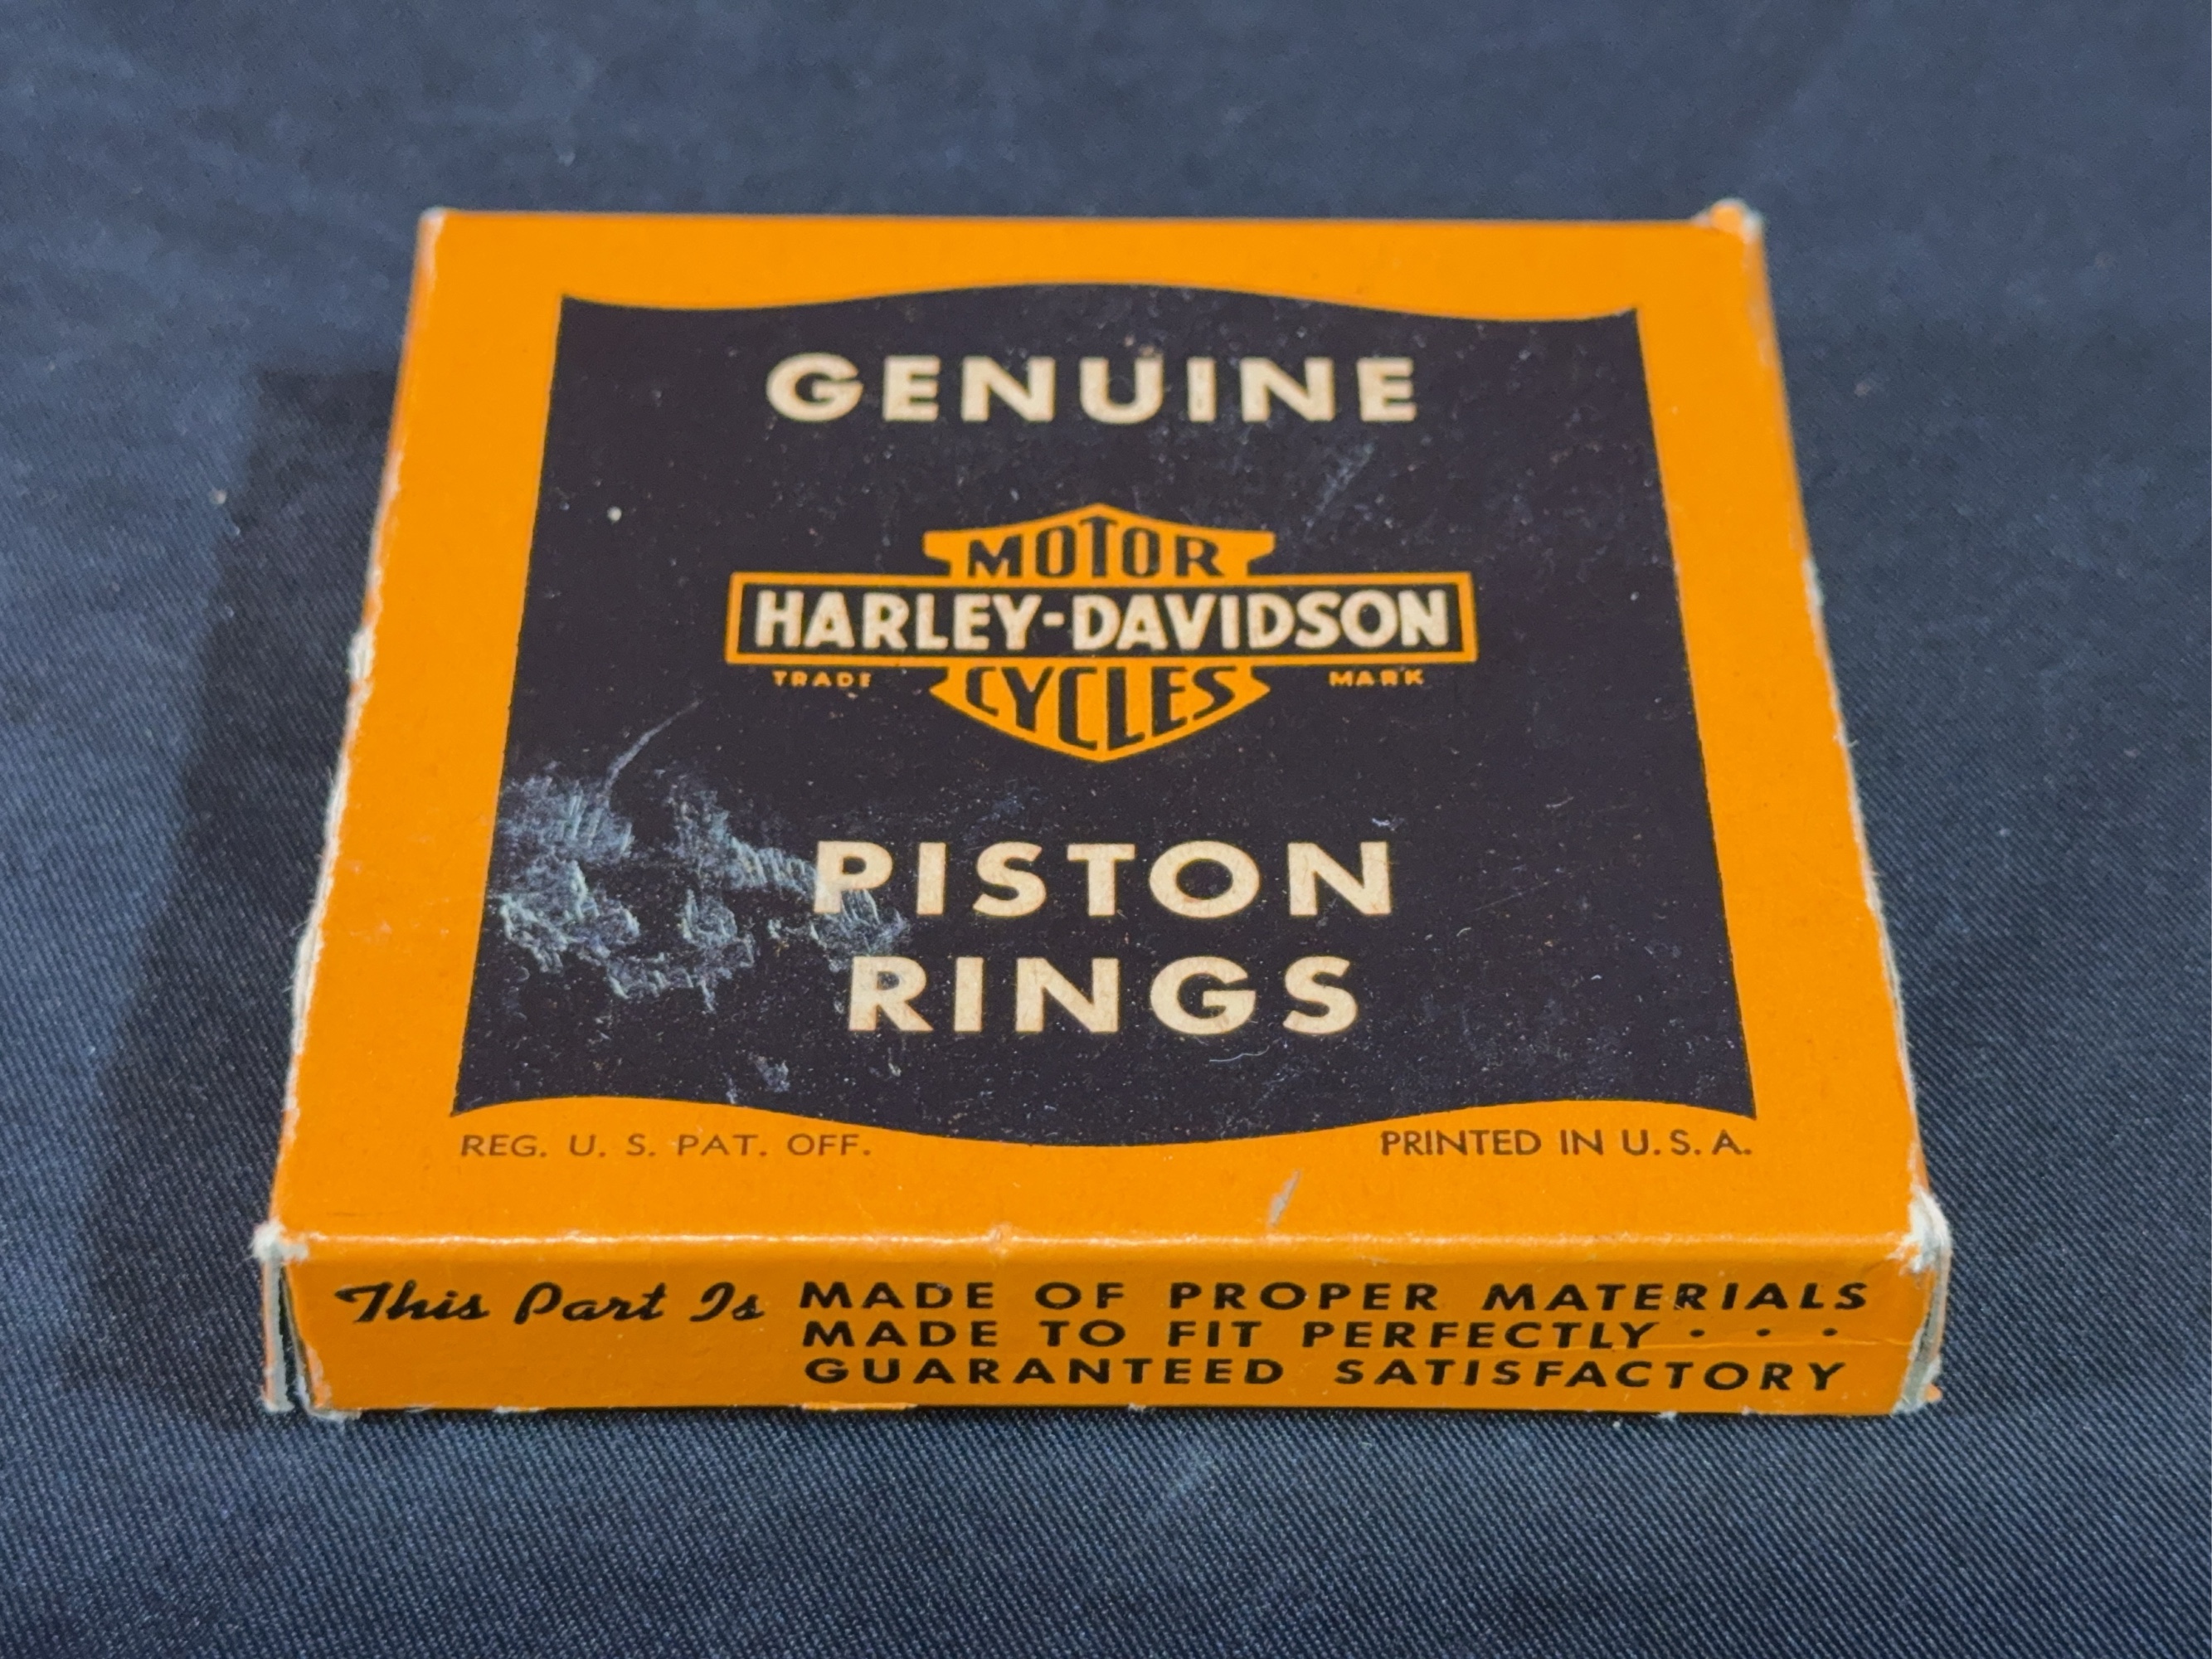 GENUINE
MOTOR
HARLEY-DAVIDSON
TRADE MARK
CYCLES
PISTON
RINGS
REG. U. S. PAT. OFF. PRINTED IN U.S.A.
This Part Is MADE OF PROPER MATERIALS
MADE TO FIT PERFECTLY · · ·
GUARANTEED SATISFACTORY